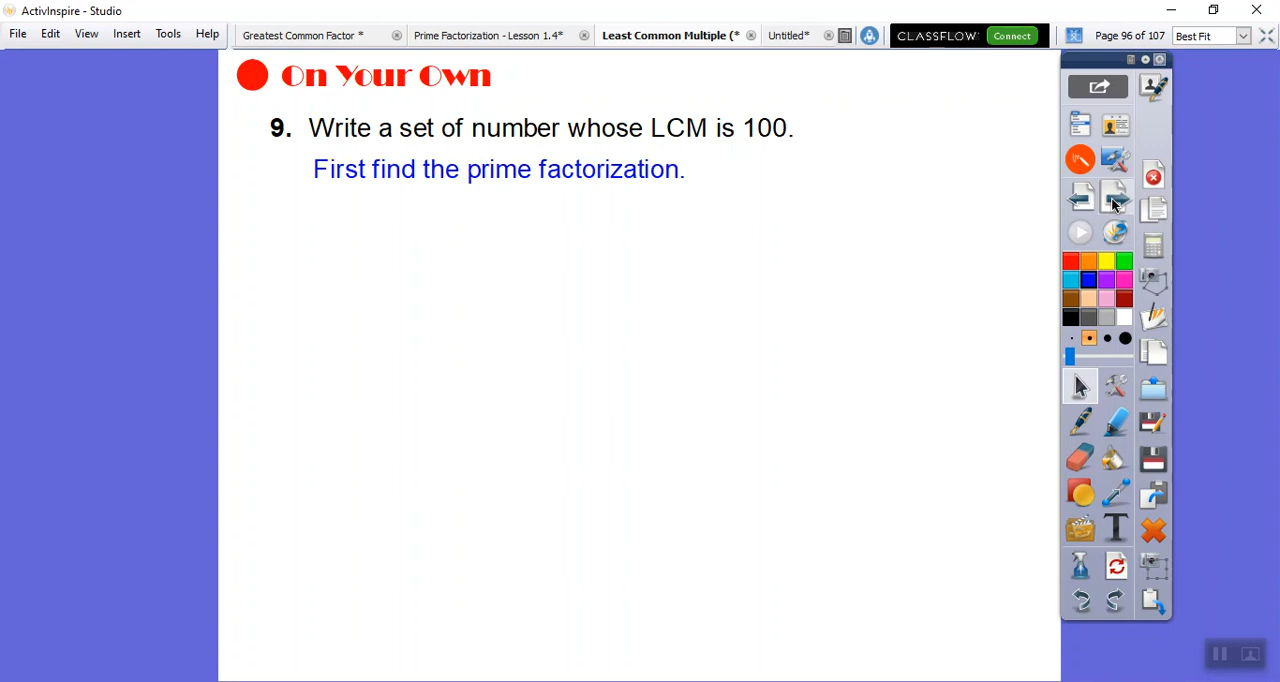 ActivInspire - Studio
File Edit View Insert Tools Help
Greatest Common Factor * Prime Factorization - Lesson 1.4* Least Common Multiple (* Untitled* CLASSFLOW Connect Page 96 of 107 Best Fit
On Your Own
9. Write a set of number whose LCM is 100.
First find the prime factorization.
T